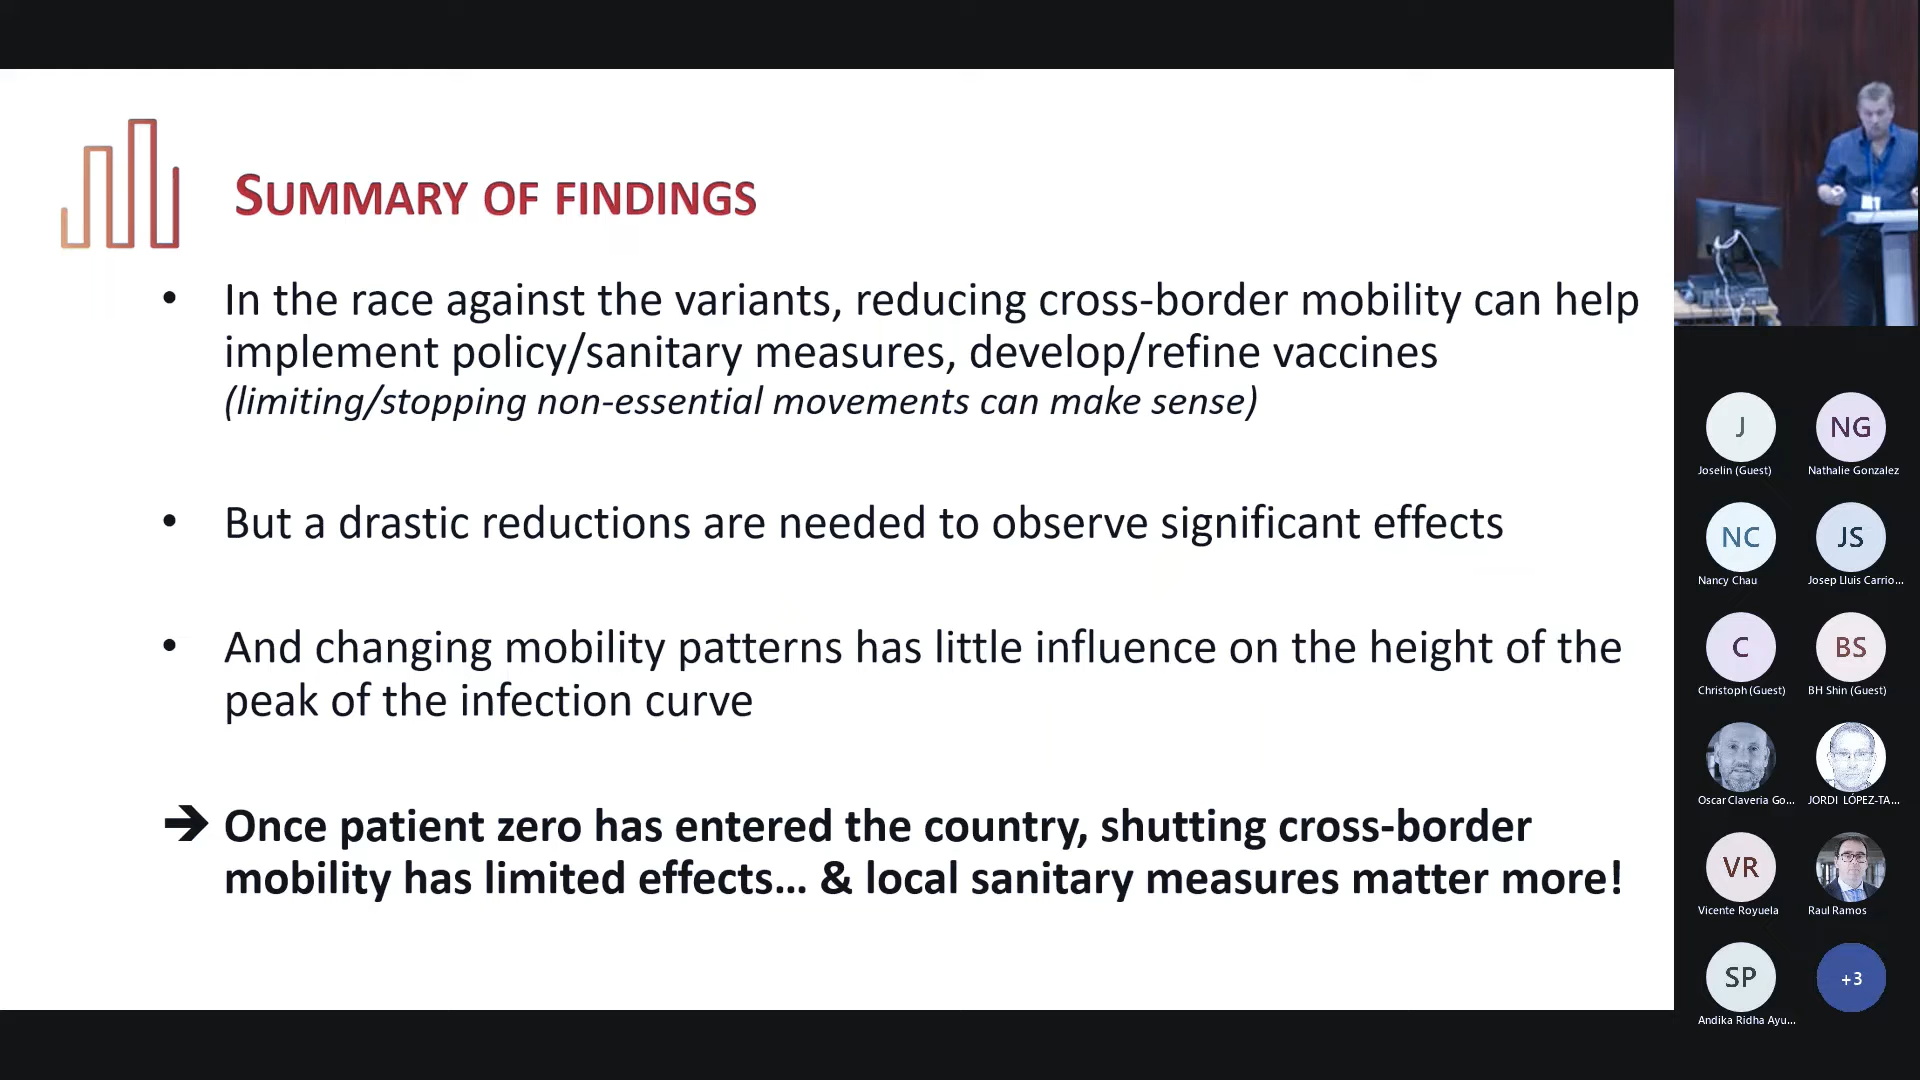 SUMMARY OF FINDINGS
• In the race against the variants, reducing cross-border mobility can help
implement policy/sanitary measures, develop/refine vaccines
(limiting/stopping non-essential movements can make sense)
• But a drastic reductions are needed to observe significant effects
• And changing mobility patterns has little influence on the height of the
peak of the infection curve
➔ Once patient zero has entered the country, shutting cross-border
mobility has limited effects... & local sanitary measures matter more!
J
NG
Joselin (Guest)
Nathalie Gonzalez
NC
JS
Nancy Chau
Josep Lluis Carrio...
C
BS
Christoph (Guest)
BH Shin (Guest)
Oscar Claveria Go...
JORDI LÓPEZ-TA...
VR
Vicente Royuela
Raul Ramos
SP
+3
Andika Ridha Ayu...